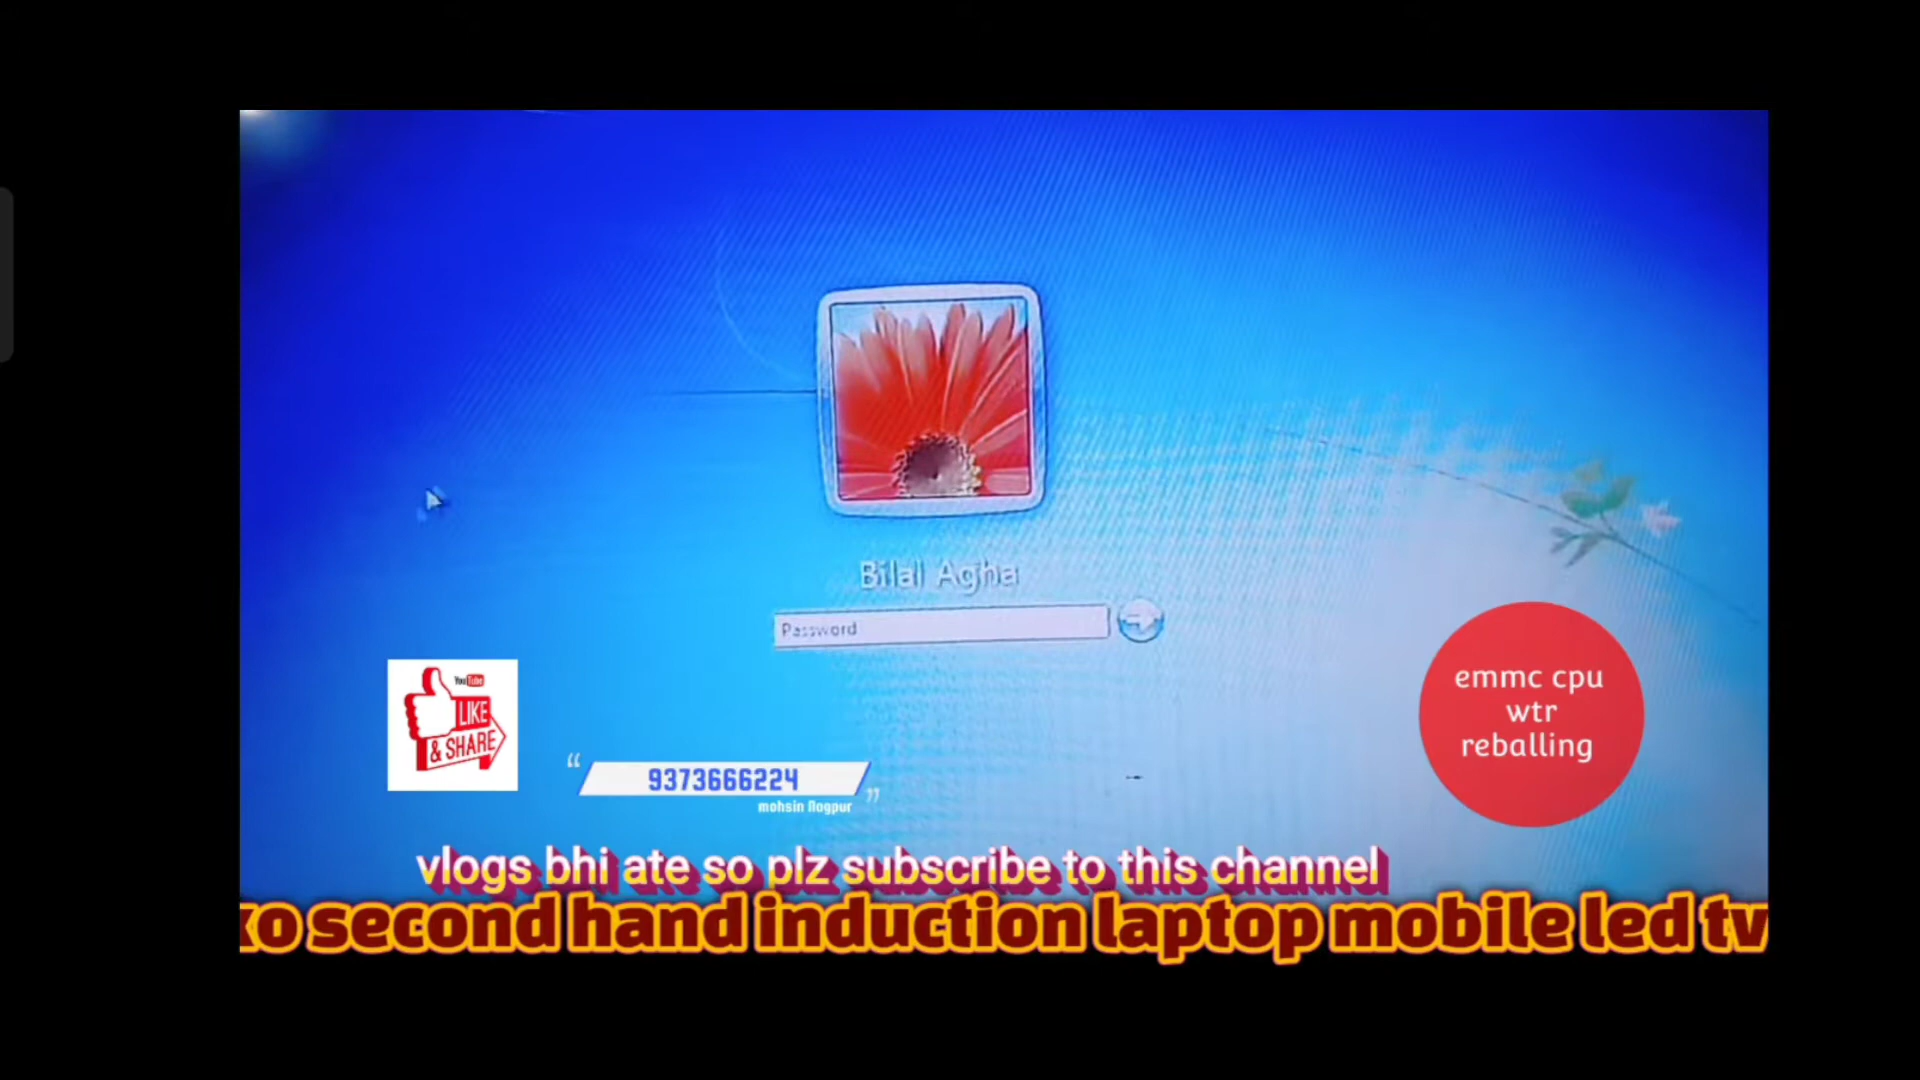 Bilal Agha
Password
YouTube
LIKE
& SHARE
emmc cpu
wtr
reballing
“ 9373666224 ”
mohsin Nagpur
vlogs bhi ate so plz subscribe to this channel
ko second hand induction laptop mobile led tv